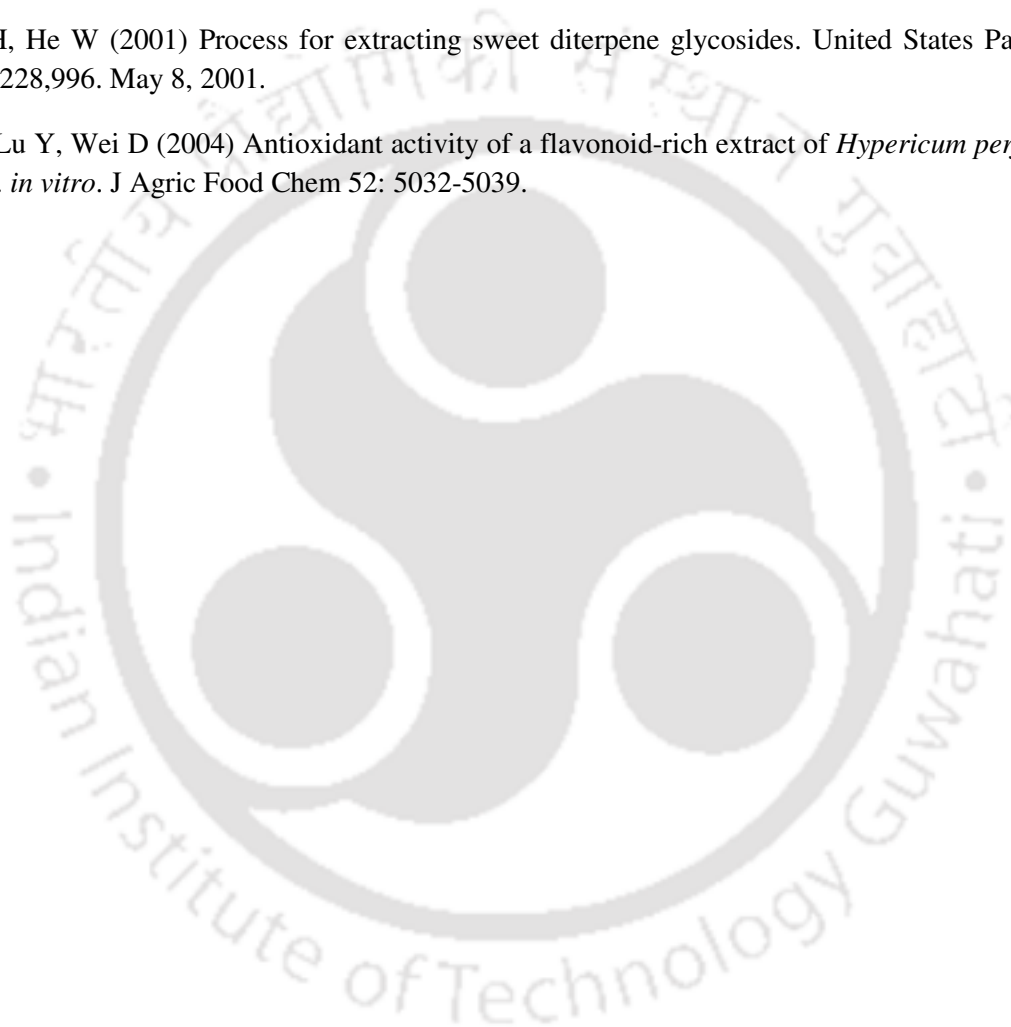 H, He W (2001) Process for extracting sweet diterpene glycosides. United States Pa
228,996. May 8, 2001.
Lu Y, Wei D (2004) Antioxidant activity of a flavonoid-rich extract of Hypericum per
. in vitro. J Agric Food Chem 52: 5032-5039.
भारतीय प्रौद्योगिकी संस्थान गुवाहाटी
Indian Institute of Technology Guwahati